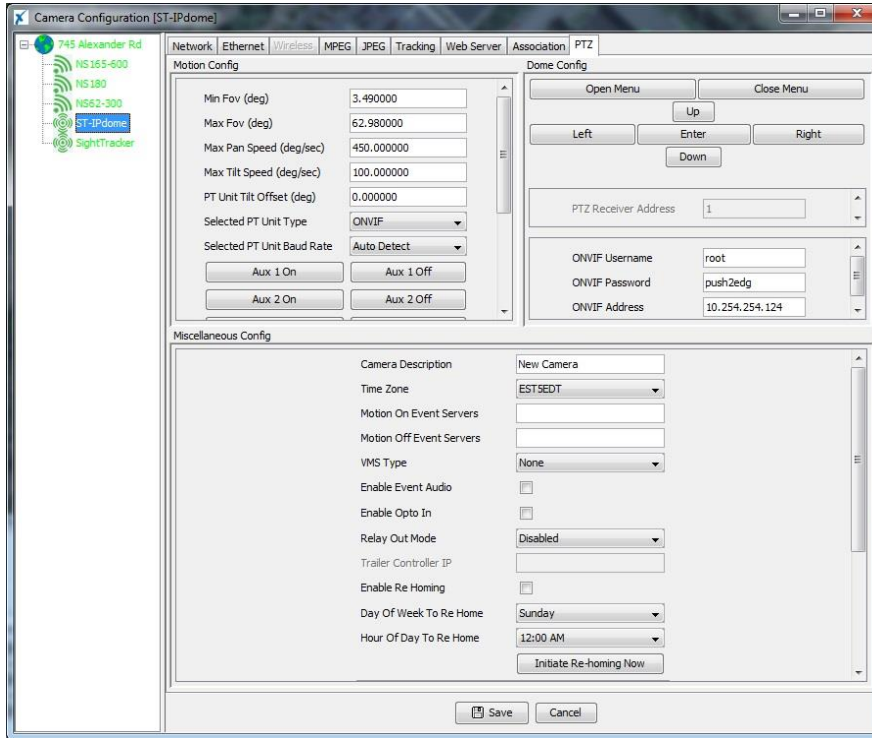 Camera Configuration [ST-IPdome]
745 Alexander Rd
NS165-600
NS180
NS62-300
ST-IPdome
SightTracker
Network Ethernet Wireless MPEG JPEG Tracking Web Server Association PTZ
Motion Config
Min Fov (deg) 3.490000
Max Fov (deg) 62.980000
Max Pan Speed (deg/sec) 450.000000
Max Tilt Speed (deg/sec) 100.000000
PT Unit Tilt Offset (deg) 0.000000
Selected PT Unit Type ONVIF
Selected PT Unit Baud Rate Auto Detect
Aux 1 On Aux 1 Off
Aux 2 On Aux 2 Off
Dome Config
Open Menu Close Menu
Up
Left Enter Right
Down
PTZ Receiver Address 1
ONVIF Username root
ONVIF Password push2edg
ONVIF Address 10.254.254.124
Miscellaneous Config
Camera Description New Camera
Time Zone EST5EDT
Motion On Event Servers
Motion Off Event Servers
VMS Type None
Enable Event Audio
Enable Opto In
Relay Out Mode Disabled
Trailer Controller IP
Enable Re Homing
Day Of Week To Re Home Sunday
Hour Of Day To Re Home 12:00 AM
Initiate Re-homing Now
Save Cancel